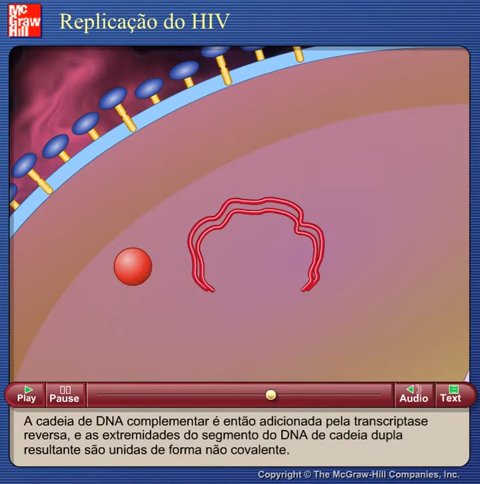 Mc
Graw
Hill
Replicação do HIV
Play
Pause
Audio
Text
A cadeia de DNA complementar é então adicionada pela transcriptase
reversa, e as extremidades do segmento do DNA de cadeia dupla
resultante são unidas de forma não covalente.
Copyright © The McGraw-Hill Companies, Inc.